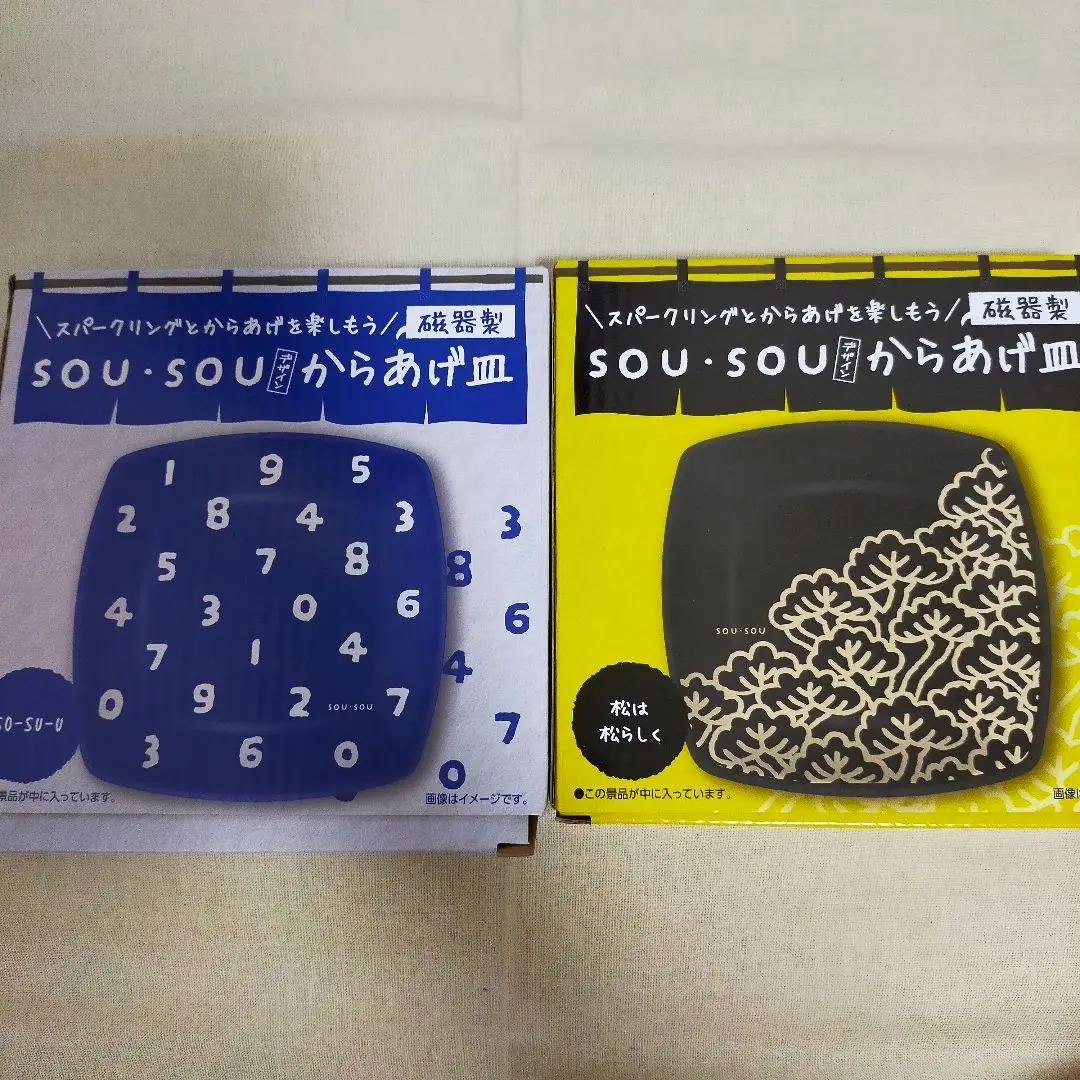 ＼スパークリングとからあげを楽しもう／
磁器製
SOU・SOU デザイン からあげ皿
1 9 5
2 8 4 3
5 7 8
4 3 0 6
7 1 4
0 9 2 7
SOU・SOU
3 6 0
3
8
6
4
7
0
SO-SU-U
景品が中に入っています。
画像はイメージです。
＼スパークリングとからあげを楽しもう／
磁器製
SOU・SOU デザイン からあげ皿
SOU・SOU
松は
松らしく
●この景品が中に入っています。
画像は